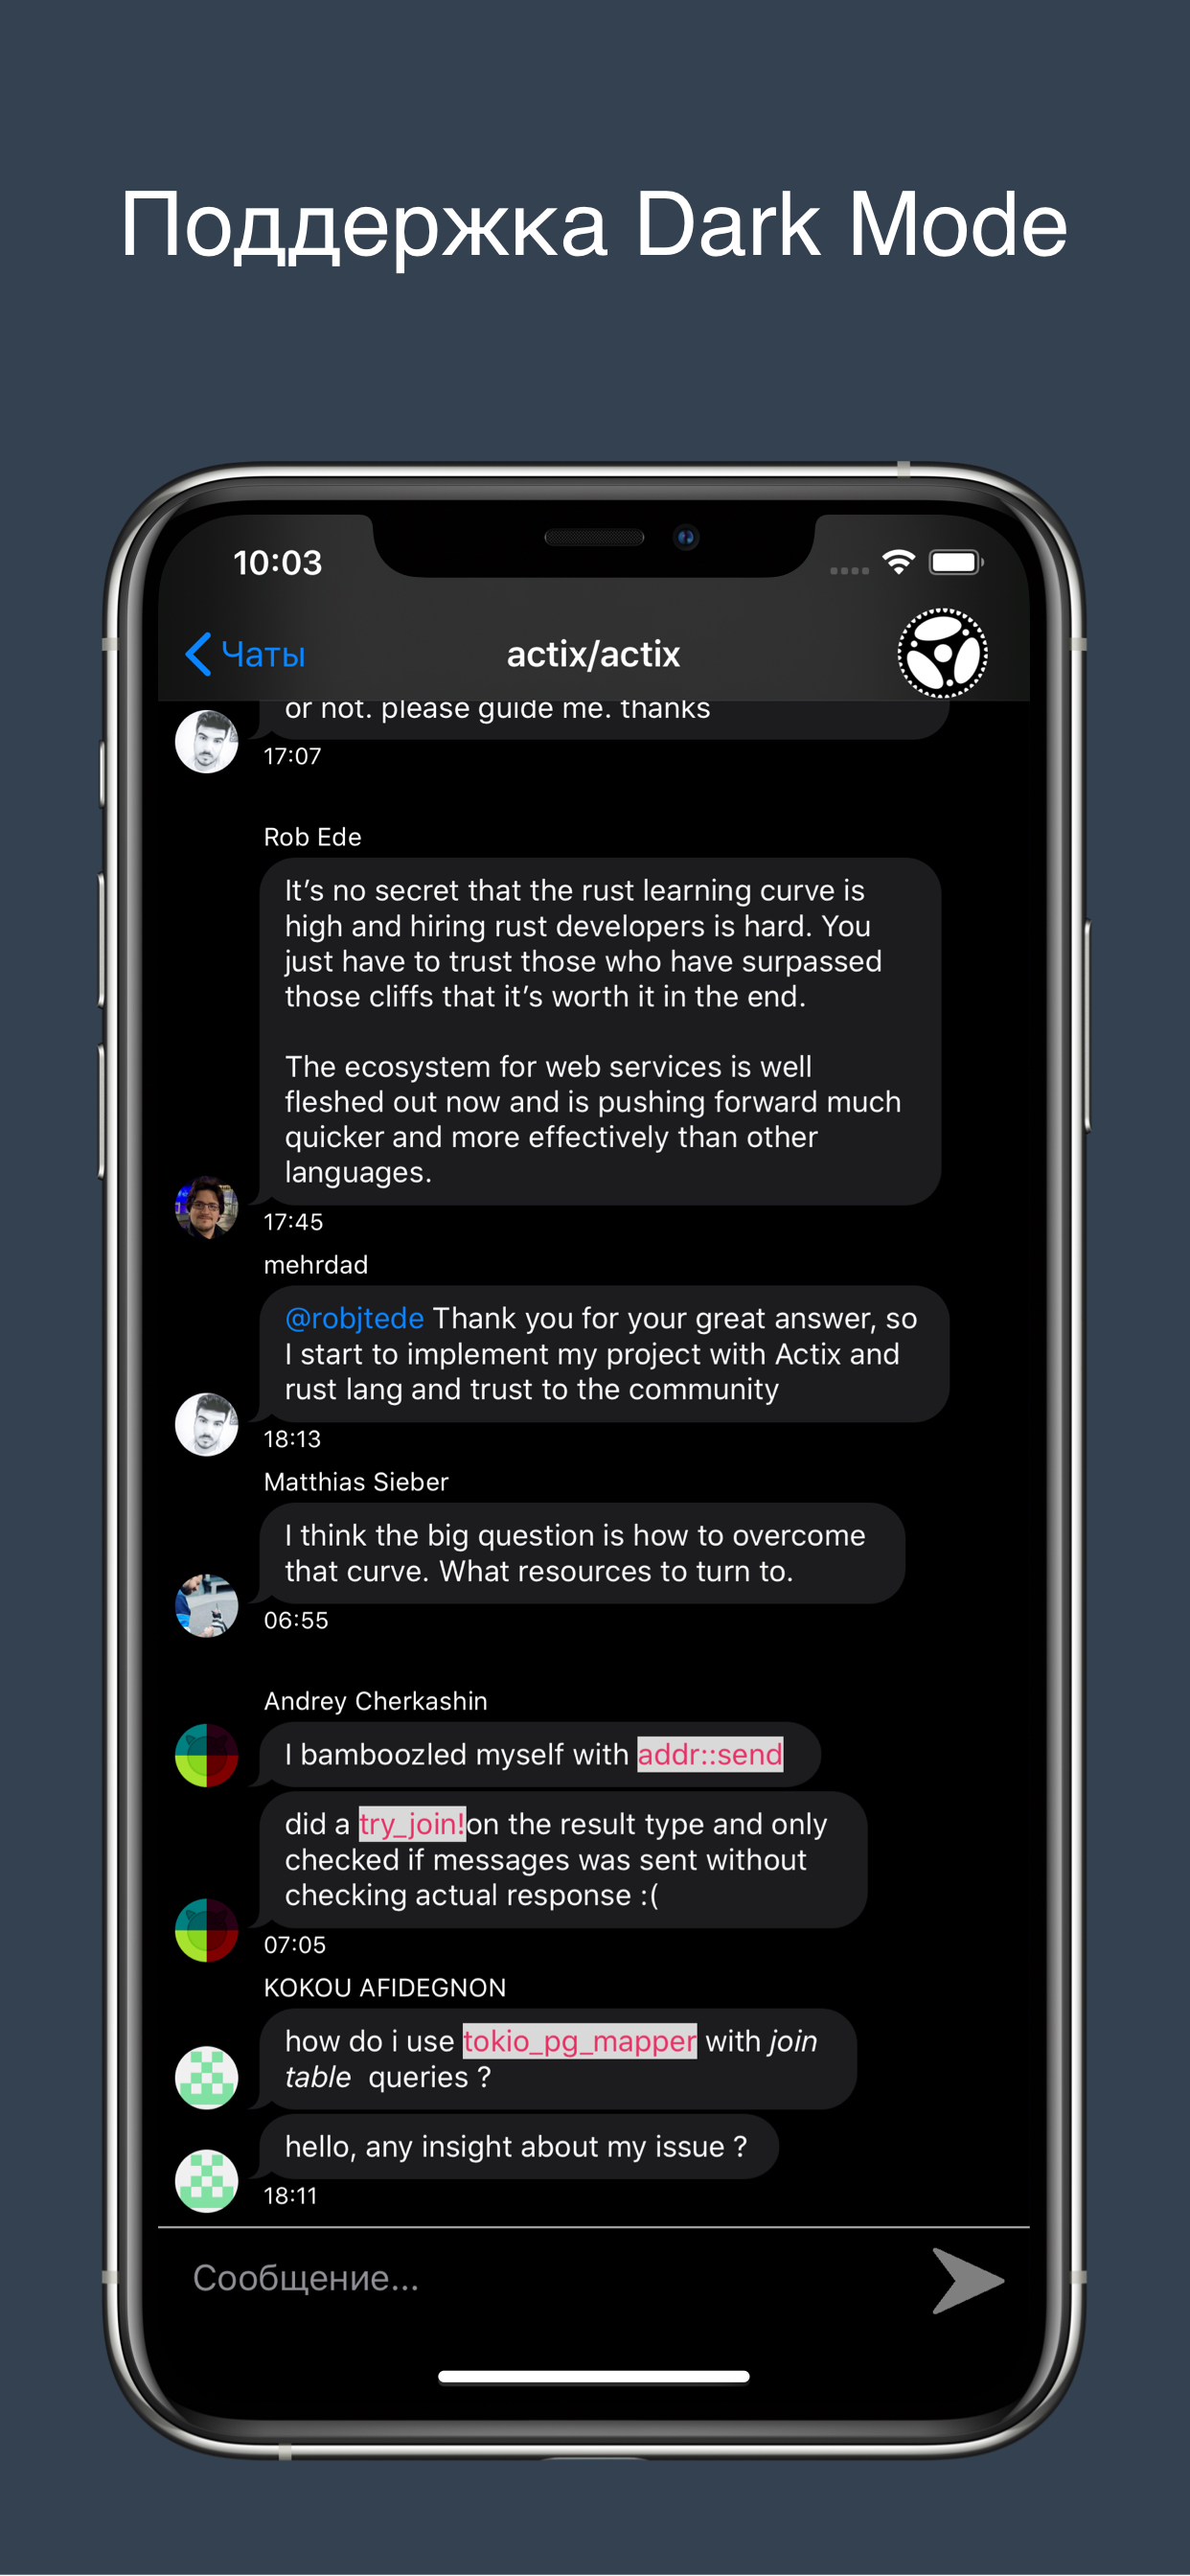 Поддержка Dark Mode
10:03
Чаты
actix/actix
or not. please guide me. thanks
17:07
Rob Ede
It’s no secret that the rust learning curve is
high and hiring rust developers is hard. You
just have to trust those who have surpassed
those cliffs that it’s worth it in the end.
The ecosystem for web services is well
fleshed out now and is pushing forward much
quicker and more effectively than other
languages.
17:45
mehrdad
@robjtede Thank you for your great answer, so
I start to implement my project with Actix and
rust lang and trust to the community
18:13
Matthias Sieber
I think the big question is how to overcome
that curve. What resources to turn to.
06:55
Andrey Cherkashin
I bamboozled myself with addr::send
did a try_join!on the result type and only
checked if messages was sent without
checking actual response :(
07:05
KOKOU AFIDEGNON
how do i use tokio_pg_mapper with join
table queries ?
hello, any insight about my issue ?
18:11
Сообщение...